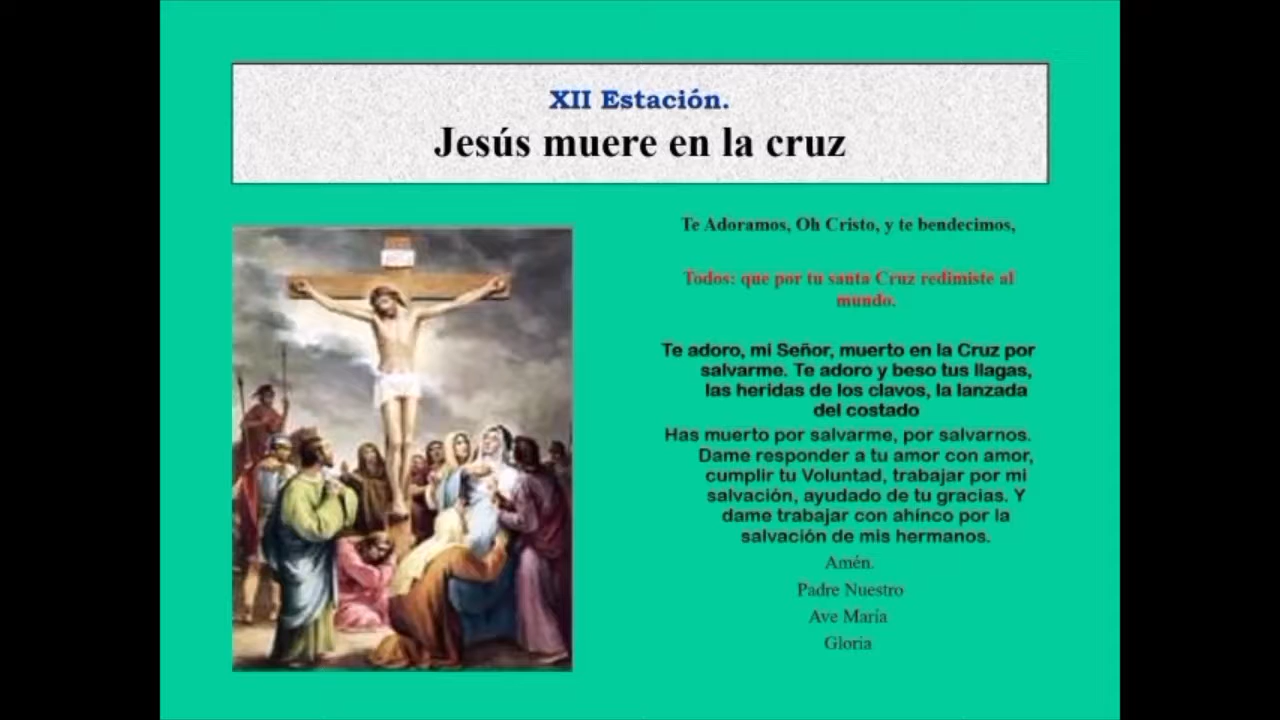 XII Estación.
Jesús muere en la cruz
Te Adoramos, Oh Cristo, y te bendecimos,
Todos: que por tu santa Cruz redimiste al
mundo.
Te adoro, mi Señor, muerto en la Cruz por
salvarme. Te adoro y beso tus llagas,
las heridas de los clavos, la lanzada
del costado
Has muerto por salvarme, por salvarnos.
Dame responder a tu amor con amor,
cumplir tu Voluntad, trabajar por mi
salvación, ayudado de tu gracias. Y
dame trabajar con ahínco por la
salvación de mis hermanos.
Amén.
Padre Nuestro
Ave María
Gloria